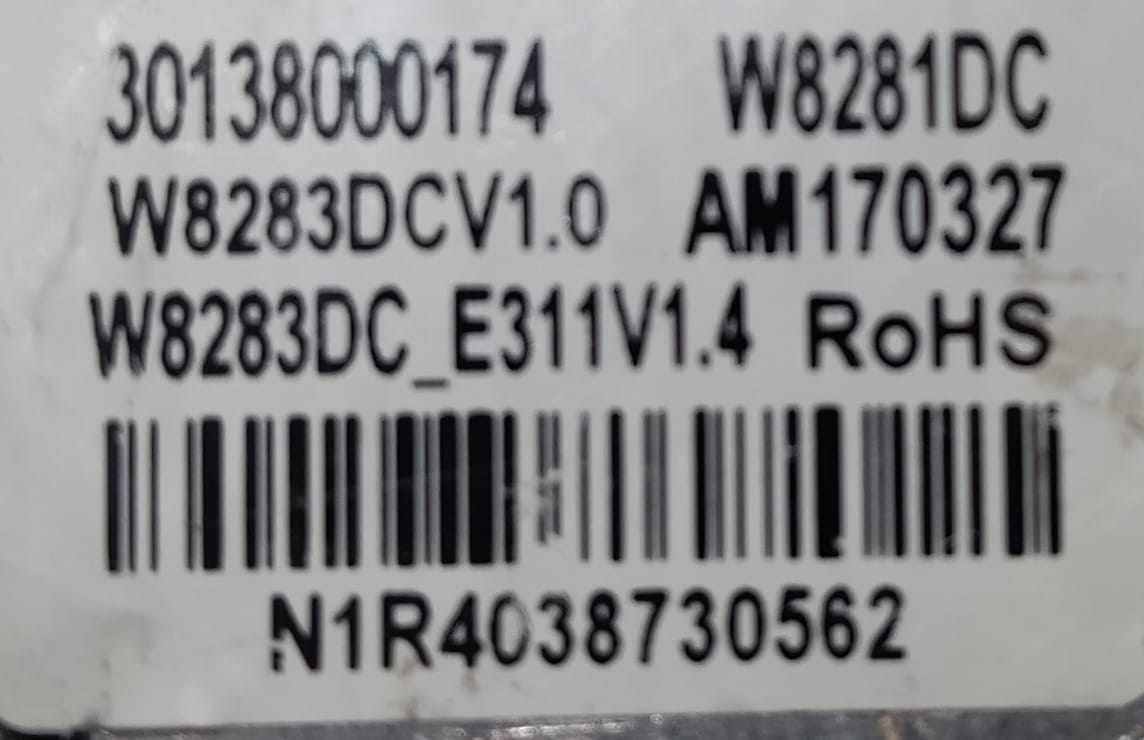 30138000174 W8281DC
W8283DCV1.0 AM170327
W8283DC_E311V1.4 RoHS
N1R4038730562